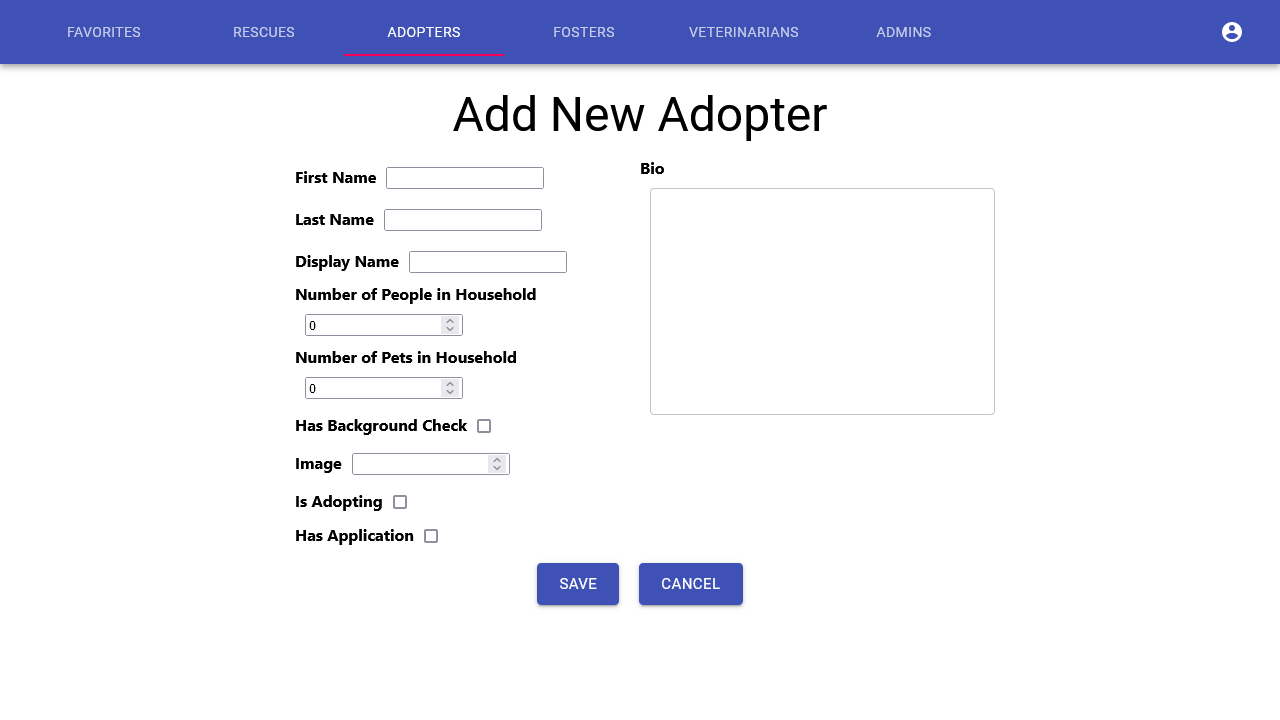 FAVORITES RESCUES ADOPTERS FOSTERS VETERINARIANS ADMINS
Add New Adopter
First Name
Last Name
Display Name
Number of People in Household
0
Number of Pets in Household
0
Has Background Check
Image
Is Adopting
Has Application
Bio
SAVE CANCEL